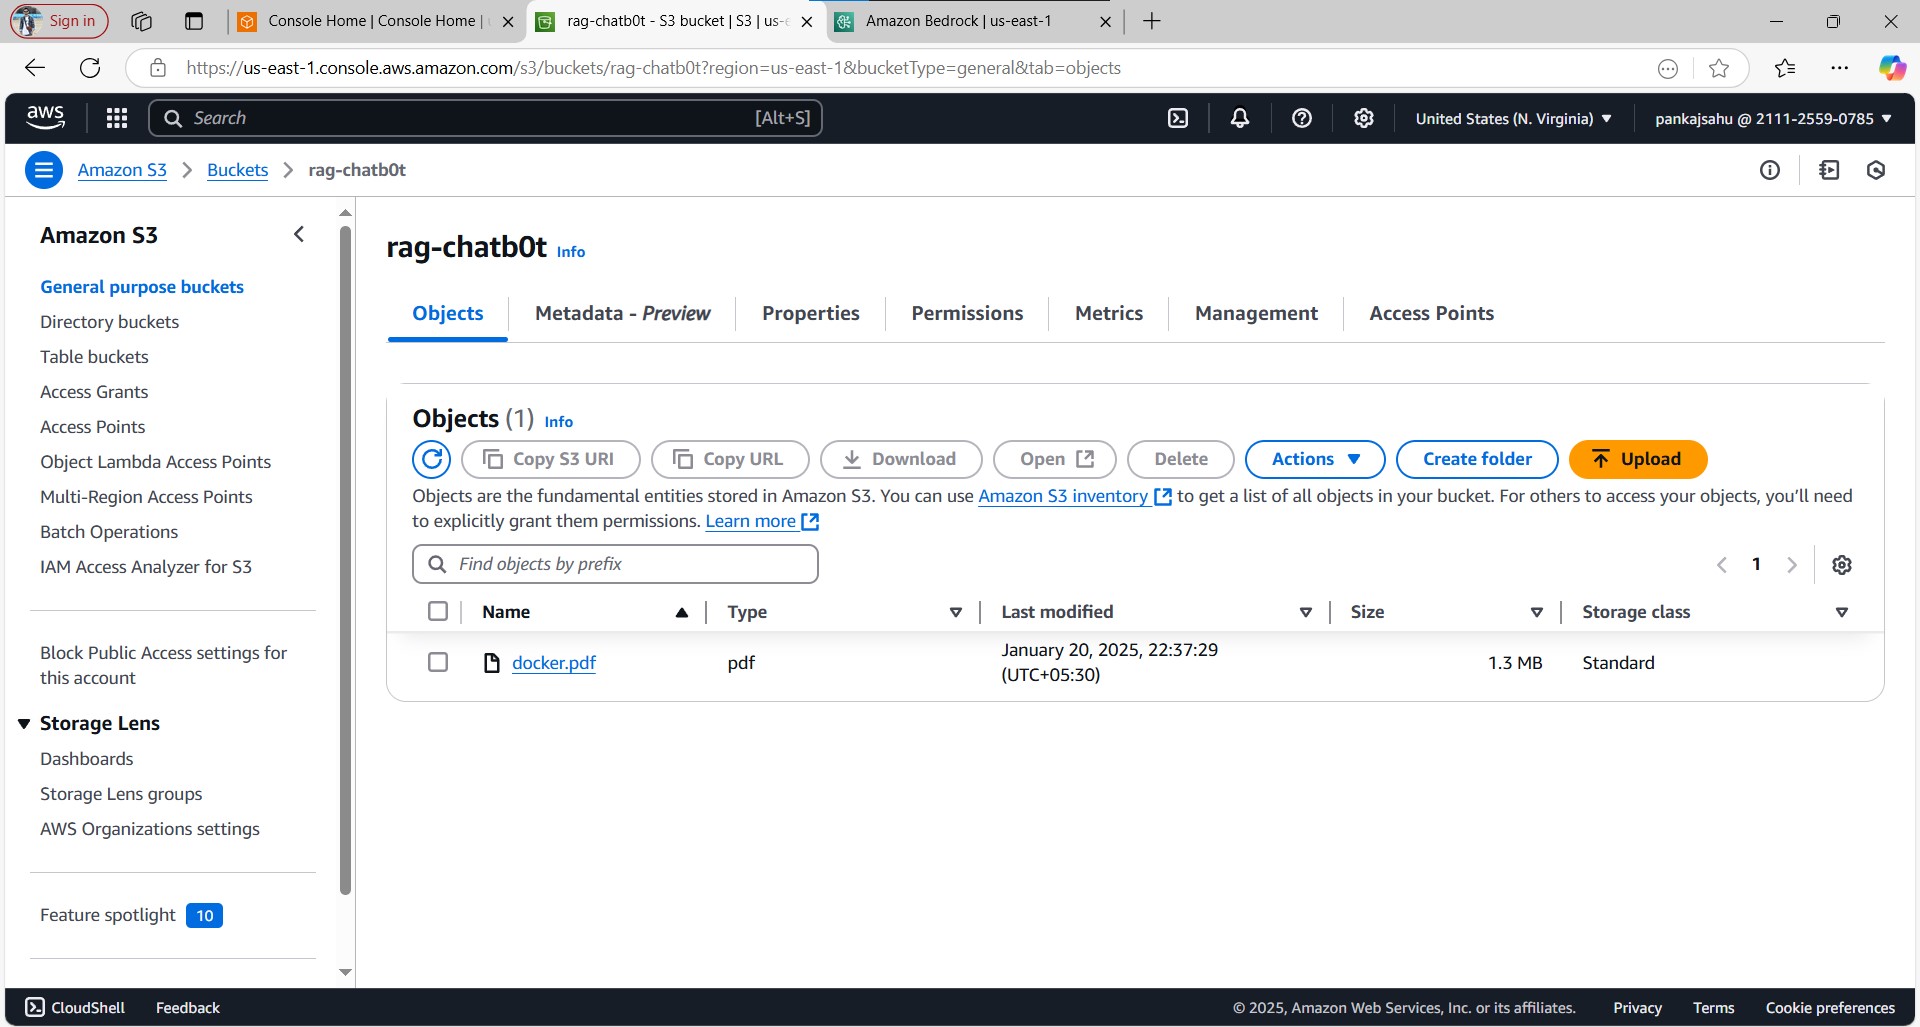 Sign in
Console Home | Console Home |
rag-chatb0t - S3 bucket | S3 | us-e
Amazon Bedrock | us-east-1
https://us-east-1.console.aws.amazon.com/s3/buckets/rag-chatb0t?region=us-east-1&bucketType=general&tab=objects
aws
Search
[Alt+S]
United States (N. Virginia)
pankajsahu @ 2111-2559-0785
Amazon S3
Buckets
rag-chatb0t
Amazon S3
General purpose buckets
Directory buckets
Table buckets
Access Grants
Access Points
Object Lambda Access Points
Multi-Region Access Points
Batch Operations
IAM Access Analyzer for S3
Block Public Access settings for
this account
Storage Lens
Dashboards
Storage Lens groups
AWS Organizations settings
Feature spotlight 10
rag-chatb0t Info
Objects
Metadata - Preview
Properties
Permissions
Metrics
Management
Access Points
Objects (1) Info
Copy S3 URI
Copy URL
Download
Open
Delete
Actions
Create folder
Upload
Objects are the fundamental entities stored in Amazon S3. You can use Amazon S3 inventory to get a list of all objects in your bucket. For others to access your objects, you'll need
to explicitly grant them permissions. Learn more
Find objects by prefix
1
Name
Type
Last modified
Size
Storage class
docker.pdf
pdf
January 20, 2025, 22:37:29
(UTC+05:30)
1.3 MB
Standard
CloudShell
Feedback
© 2025, Amazon Web Services, Inc. or its affiliates.
Privacy
Terms
Cookie preferences